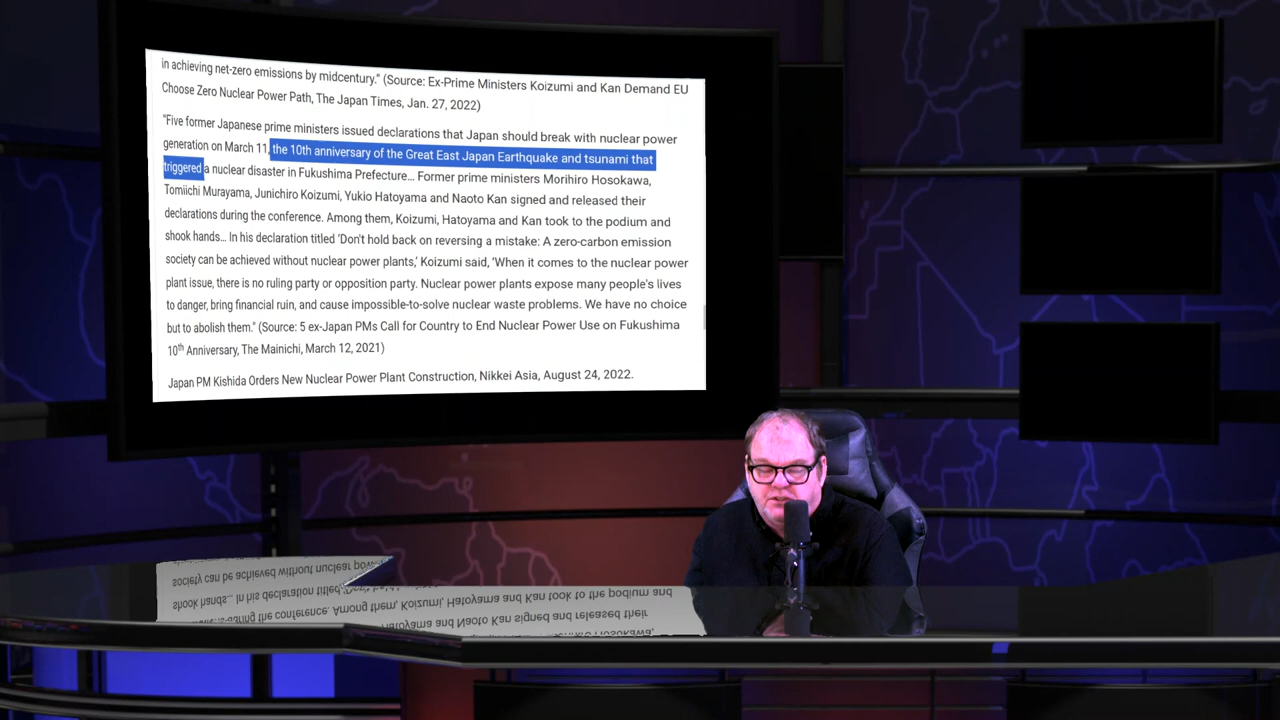 in achieving net-zero emissions by midcentury." (Source: Ex-Prime Ministers Koizumi and Kan Demand EU
Choose Zero Nuclear Power Path, The Japan Times, Jan. 27, 2022)
"Five former Japanese prime ministers issued declarations that Japan should break with nuclear power
generation on March 11, the 10th anniversary of the Great East Japan Earthquake and tsunami that
triggered a nuclear disaster in Fukushima Prefecture... Former prime ministers Morihiro Hosokawa,
Tomiichi Murayama, Junichiro Koizumi, Yukio Hatoyama and Naoto Kan signed and released their
declarations during the conference. Among them, Koizumi, Hatoyama and Kan took to the podium and
shook hands... In his declaration titled 'Don't hold back on reversing a mistake: A zero-carbon emission
society can be achieved without nuclear power plants,' Koizumi said, 'When it comes to the nuclear power
plant issue, there is no ruling party or opposition party. Nuclear power plants expose many people's lives
to danger, bring financial ruin, and cause impossible-to-solve nuclear waste problems. We have no choice
but to abolish them." (Source: 5 ex-Japan PMs Call for Country to End Nuclear Power Use on Fukushima
10th Anniversary, The Mainichi, March 12, 2021)
Japan PM Kishida Orders New Nuclear Power Plant Construction, Nikkei Asia, August 24, 2022.